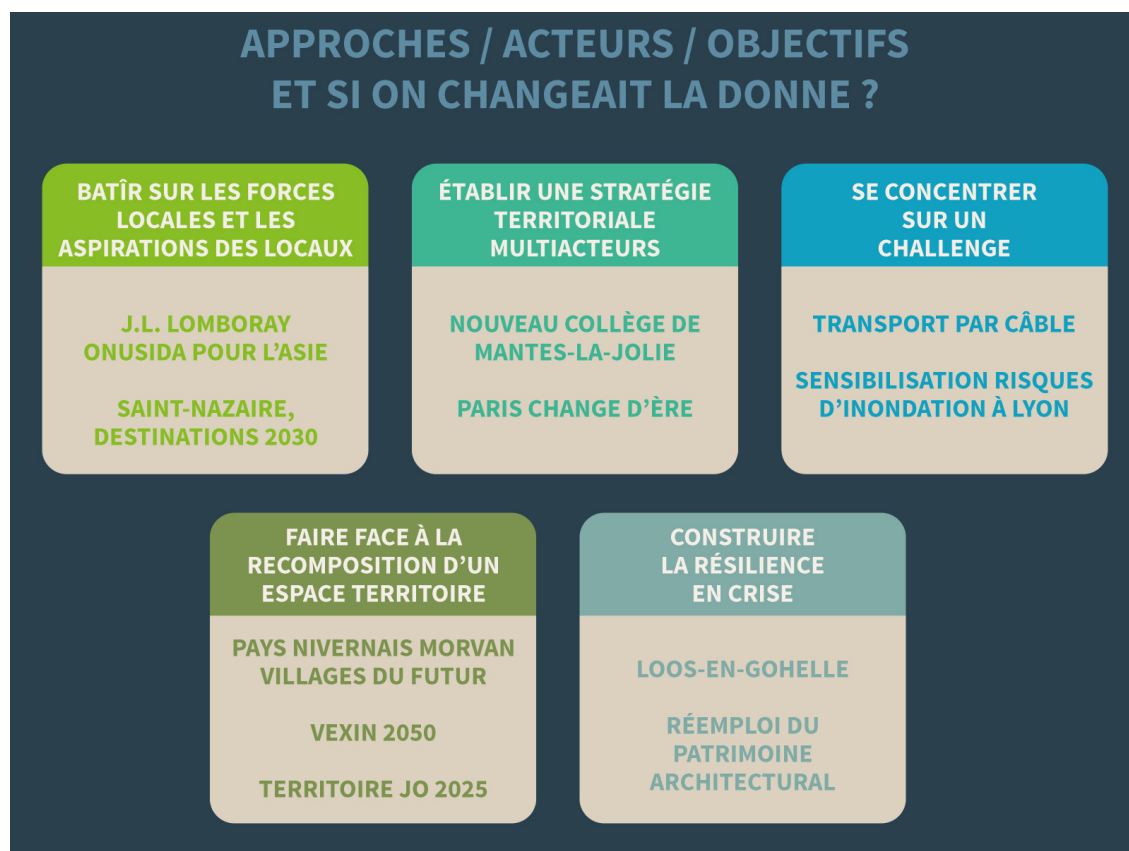 APPROCHES / ACTEURS / OBJECTIFS
ET SI ON CHANGEAIT LA DONNE ?
BATÎR SUR LES FORCES
LOCALES ET LES
ASPIRATIONS DES LOCAUX
J.L. LOMBORAY
ONUSIDA POUR L'ASIE
SAINT-NAZAIRE,
DESTINATIONS 2030
ÉTABLIR UNE STRATÉGIE
TERRITORIALE
MULTIACTEURS
NOUVEAU COLLÈGE DE
MANTES-LA-JOLIE
PARIS CHANGE D'ÈRE
SE CONCENTRER
SUR UN
CHALLENGE
TRANSPORT PAR CÂBLE
SENSIBILISATION RISQUES
D'INONDATION À LYON
FAIRE FACE À LA
RECOMPOSITION D'UN
ESPACE TERRITOIRE
PAYS NIVERNAIS MORVAN
VILLAGES DU FUTUR
VEXIN 2050
TERRITOIRE JO 2025
CONSTRUIRE
LA RÉSILIENCE
EN CRISE
LOOS-EN-GOHELLE
RÉEMPLOI DU
PATRIMOINE
ARCHITECTURAL